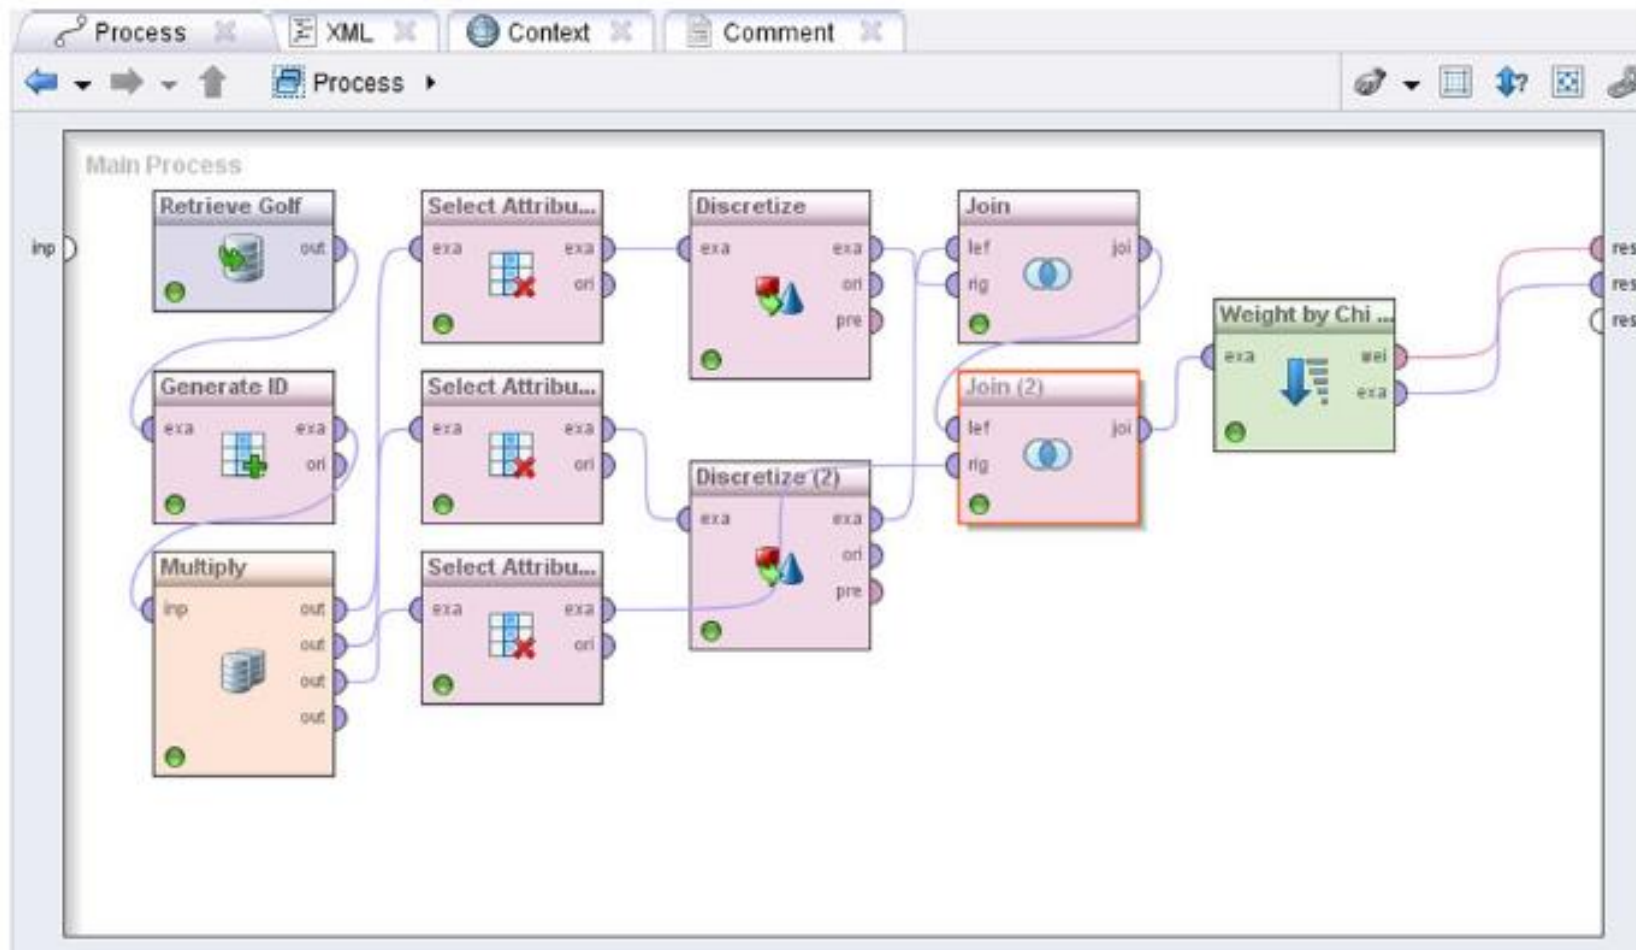 Process XML Context Comment
Process
Main Process
Retrieve Golf
out
Select Attribu...
exa exa
ori
Discretize
exa exa
ori
pre
Join
lef joi
rig
inp
res
res
res
Weight by Chi ...
exa wei
exa
Generate ID
exa exa
ori
Select Attribu...
exa exa
ori
Join (2)
lef joi
rig
Discretize (2)
exa exa
ori
pre
Multiply
inp out
out
out
out
Select Attribu...
exa exa
ori